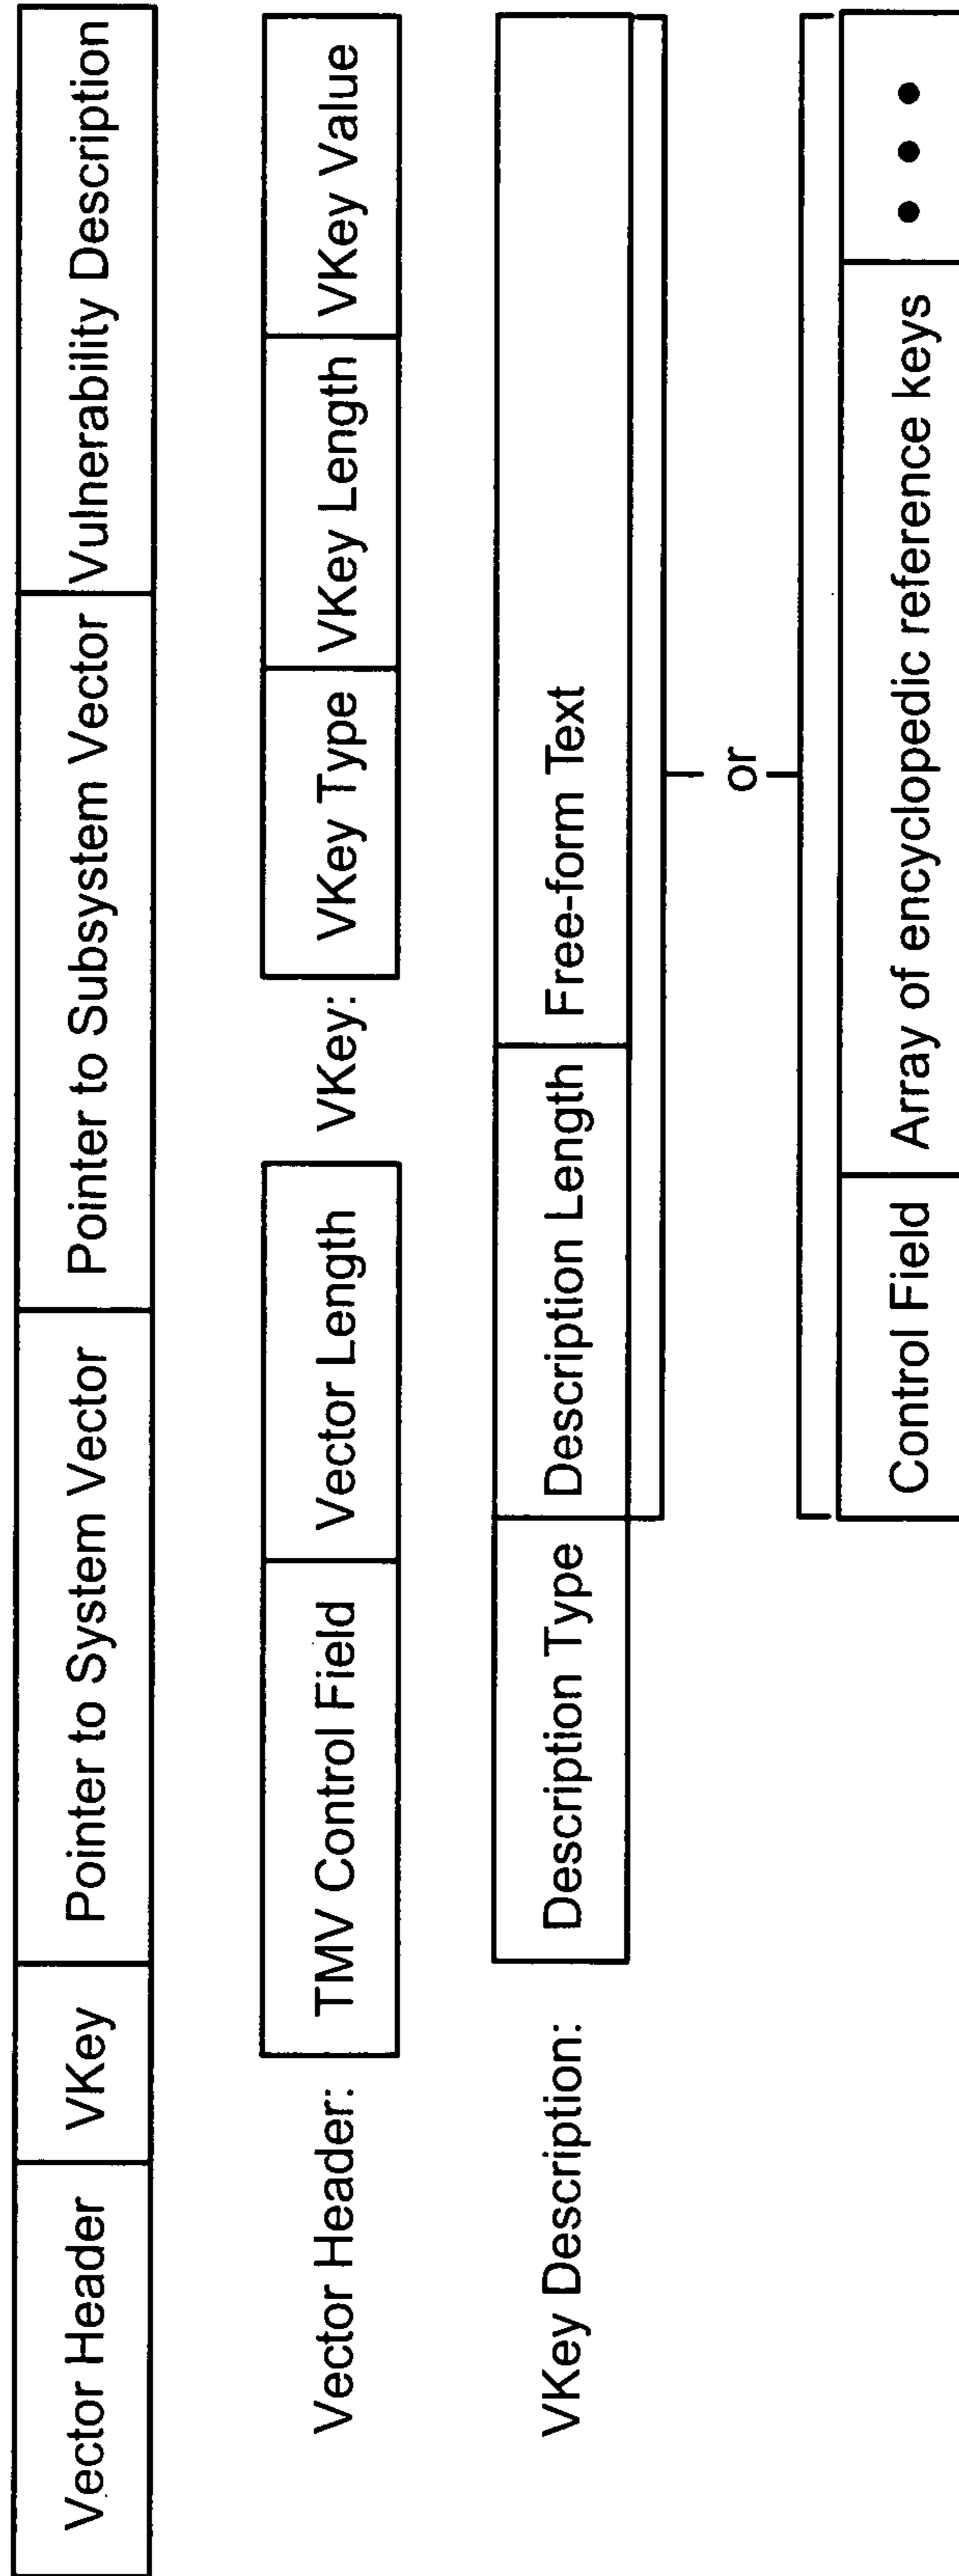 Vector Header VKey Pointer to System Vector Pointer to Subsystem Vector Vulnerability Description
Vector Header: TMV Control Field Vector Length VKey: VKey Type VKey Length VKey Value
VKey Description: Description Type Description Length Free-form Text
or
Control Field Array of encyclopedic reference keys • • •